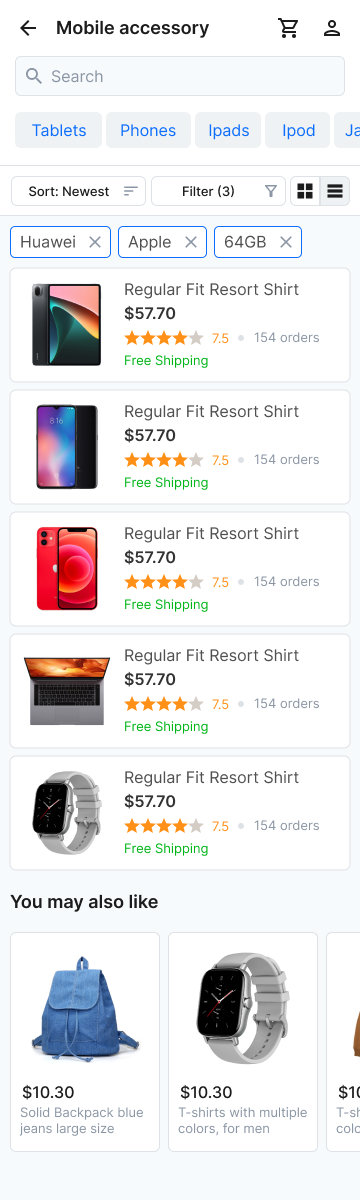 Mobile accessory
Search
Tablets
Phones
Ipads
Ipod
Ja
Sort: Newest
Filter (3)
Huawei
Apple
64GB
Regular Fit Resort Shirt
$57.70
7.5
154 orders
Free Shipping
8:16
Regular Fit Resort Shirt
$57.70
7.5
154 orders
Free Shipping
Regular Fit Resort Shirt
$57.70
7.5
154 orders
Free Shipping
Regular Fit Resort Shirt
$57.70
7.5
154 orders
Free Shipping
Regular Fit Resort Shirt
$57.70
7.5
154 orders
Free Shipping
You may also like
$10.30
Solid Backpack blue
jeans large size
$10.30
T-shirts with multiple
colors, for men
$10
T-sh
colo